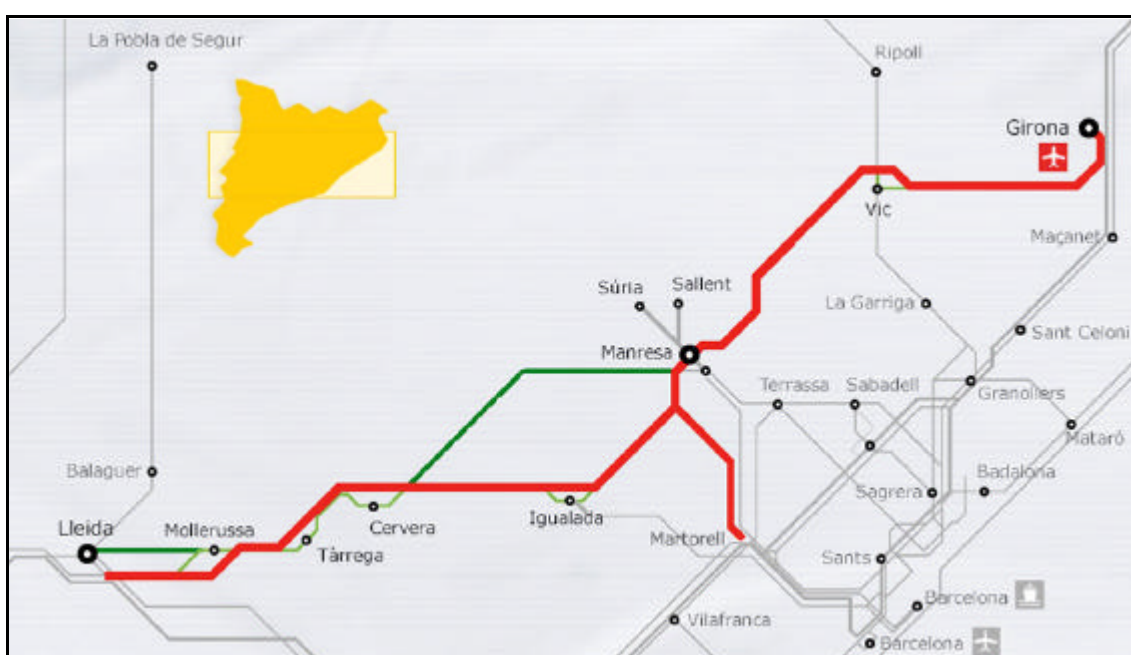 La Pobla de Segur
Ripoll
Girona
Vic
Maçanet
Súria
Sallent
La Garriga
Sant Celoni
Manresa
Terrassa
Sabadell
Granollers
Mataró
Balaguer
Badalona
Sagrera
Lleida
Mollerussa
Cervera
Igualada
Tàrrega
Martorell
Sants
Barcelona
Vilafranca
Barcelona